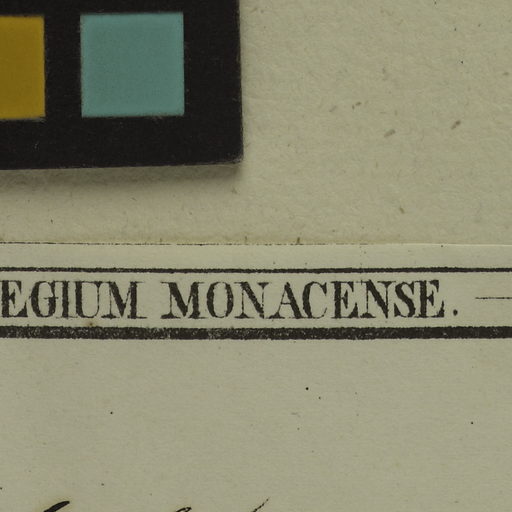 EGIUM MONACENSE. —